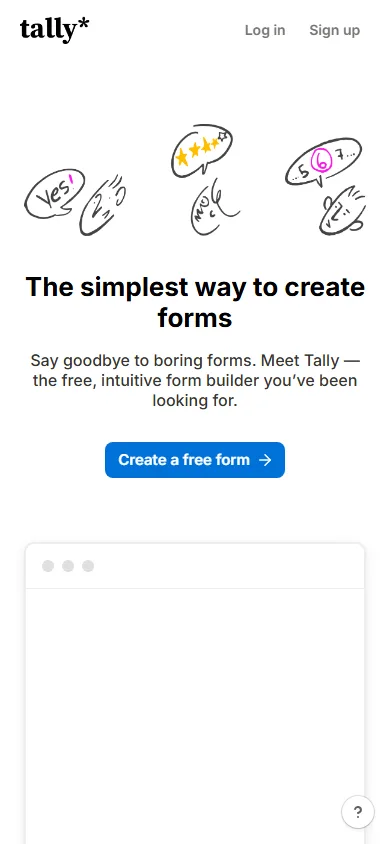 tally*
Log in
Sign up
yes!
..5 6 7...
The simplest way to create
forms
Say goodbye to boring forms. Meet Tally —
the free, intuitive form builder you’ve been
looking for.
Create a free form →
?